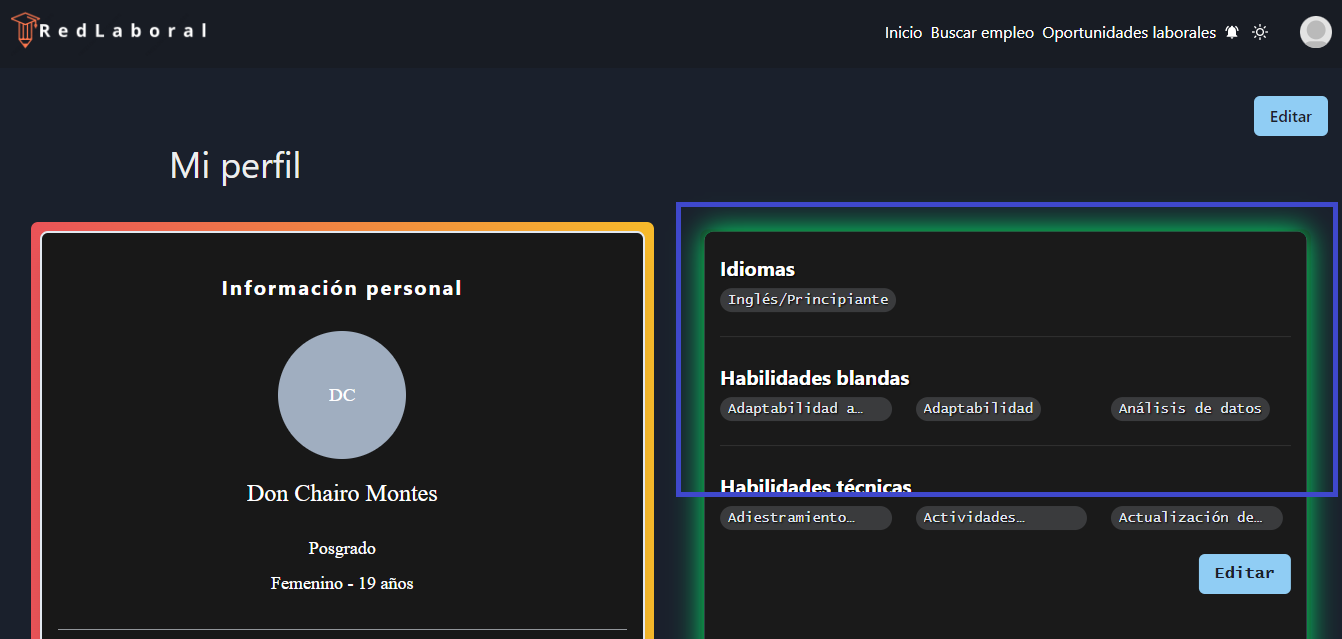 RedLaboral
Inicio Buscar empleo Oportunidades laborales
Editar
Mi perfil
Información personal
DC
Don Chairo Montes
Posgrado
Femenino - 19 años
Idiomas
Inglés/Principiante
Habilidades blandas
Adaptabilidad a… Adaptabilidad Análisis de datos
Habilidades técnicas
Adiestramiento… Actividades… Actualización de…
Editar